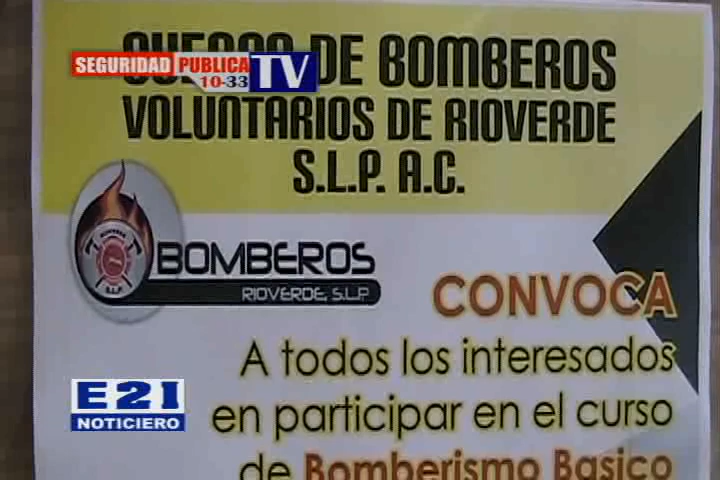 SEGURIDAD PUBLICA
10-33 TV
DE BOMBEROS
VOLUNTARIOS DE RIOVERDE
S.L.P. A.C.
RIOVERDE
S.L.P.
BOMBEROS
RIOVERDE, S.L.P.
CONVOCA
A todos los interesados
en participar en el curso
de Bomberismo Basico
E21
NOTICIERO